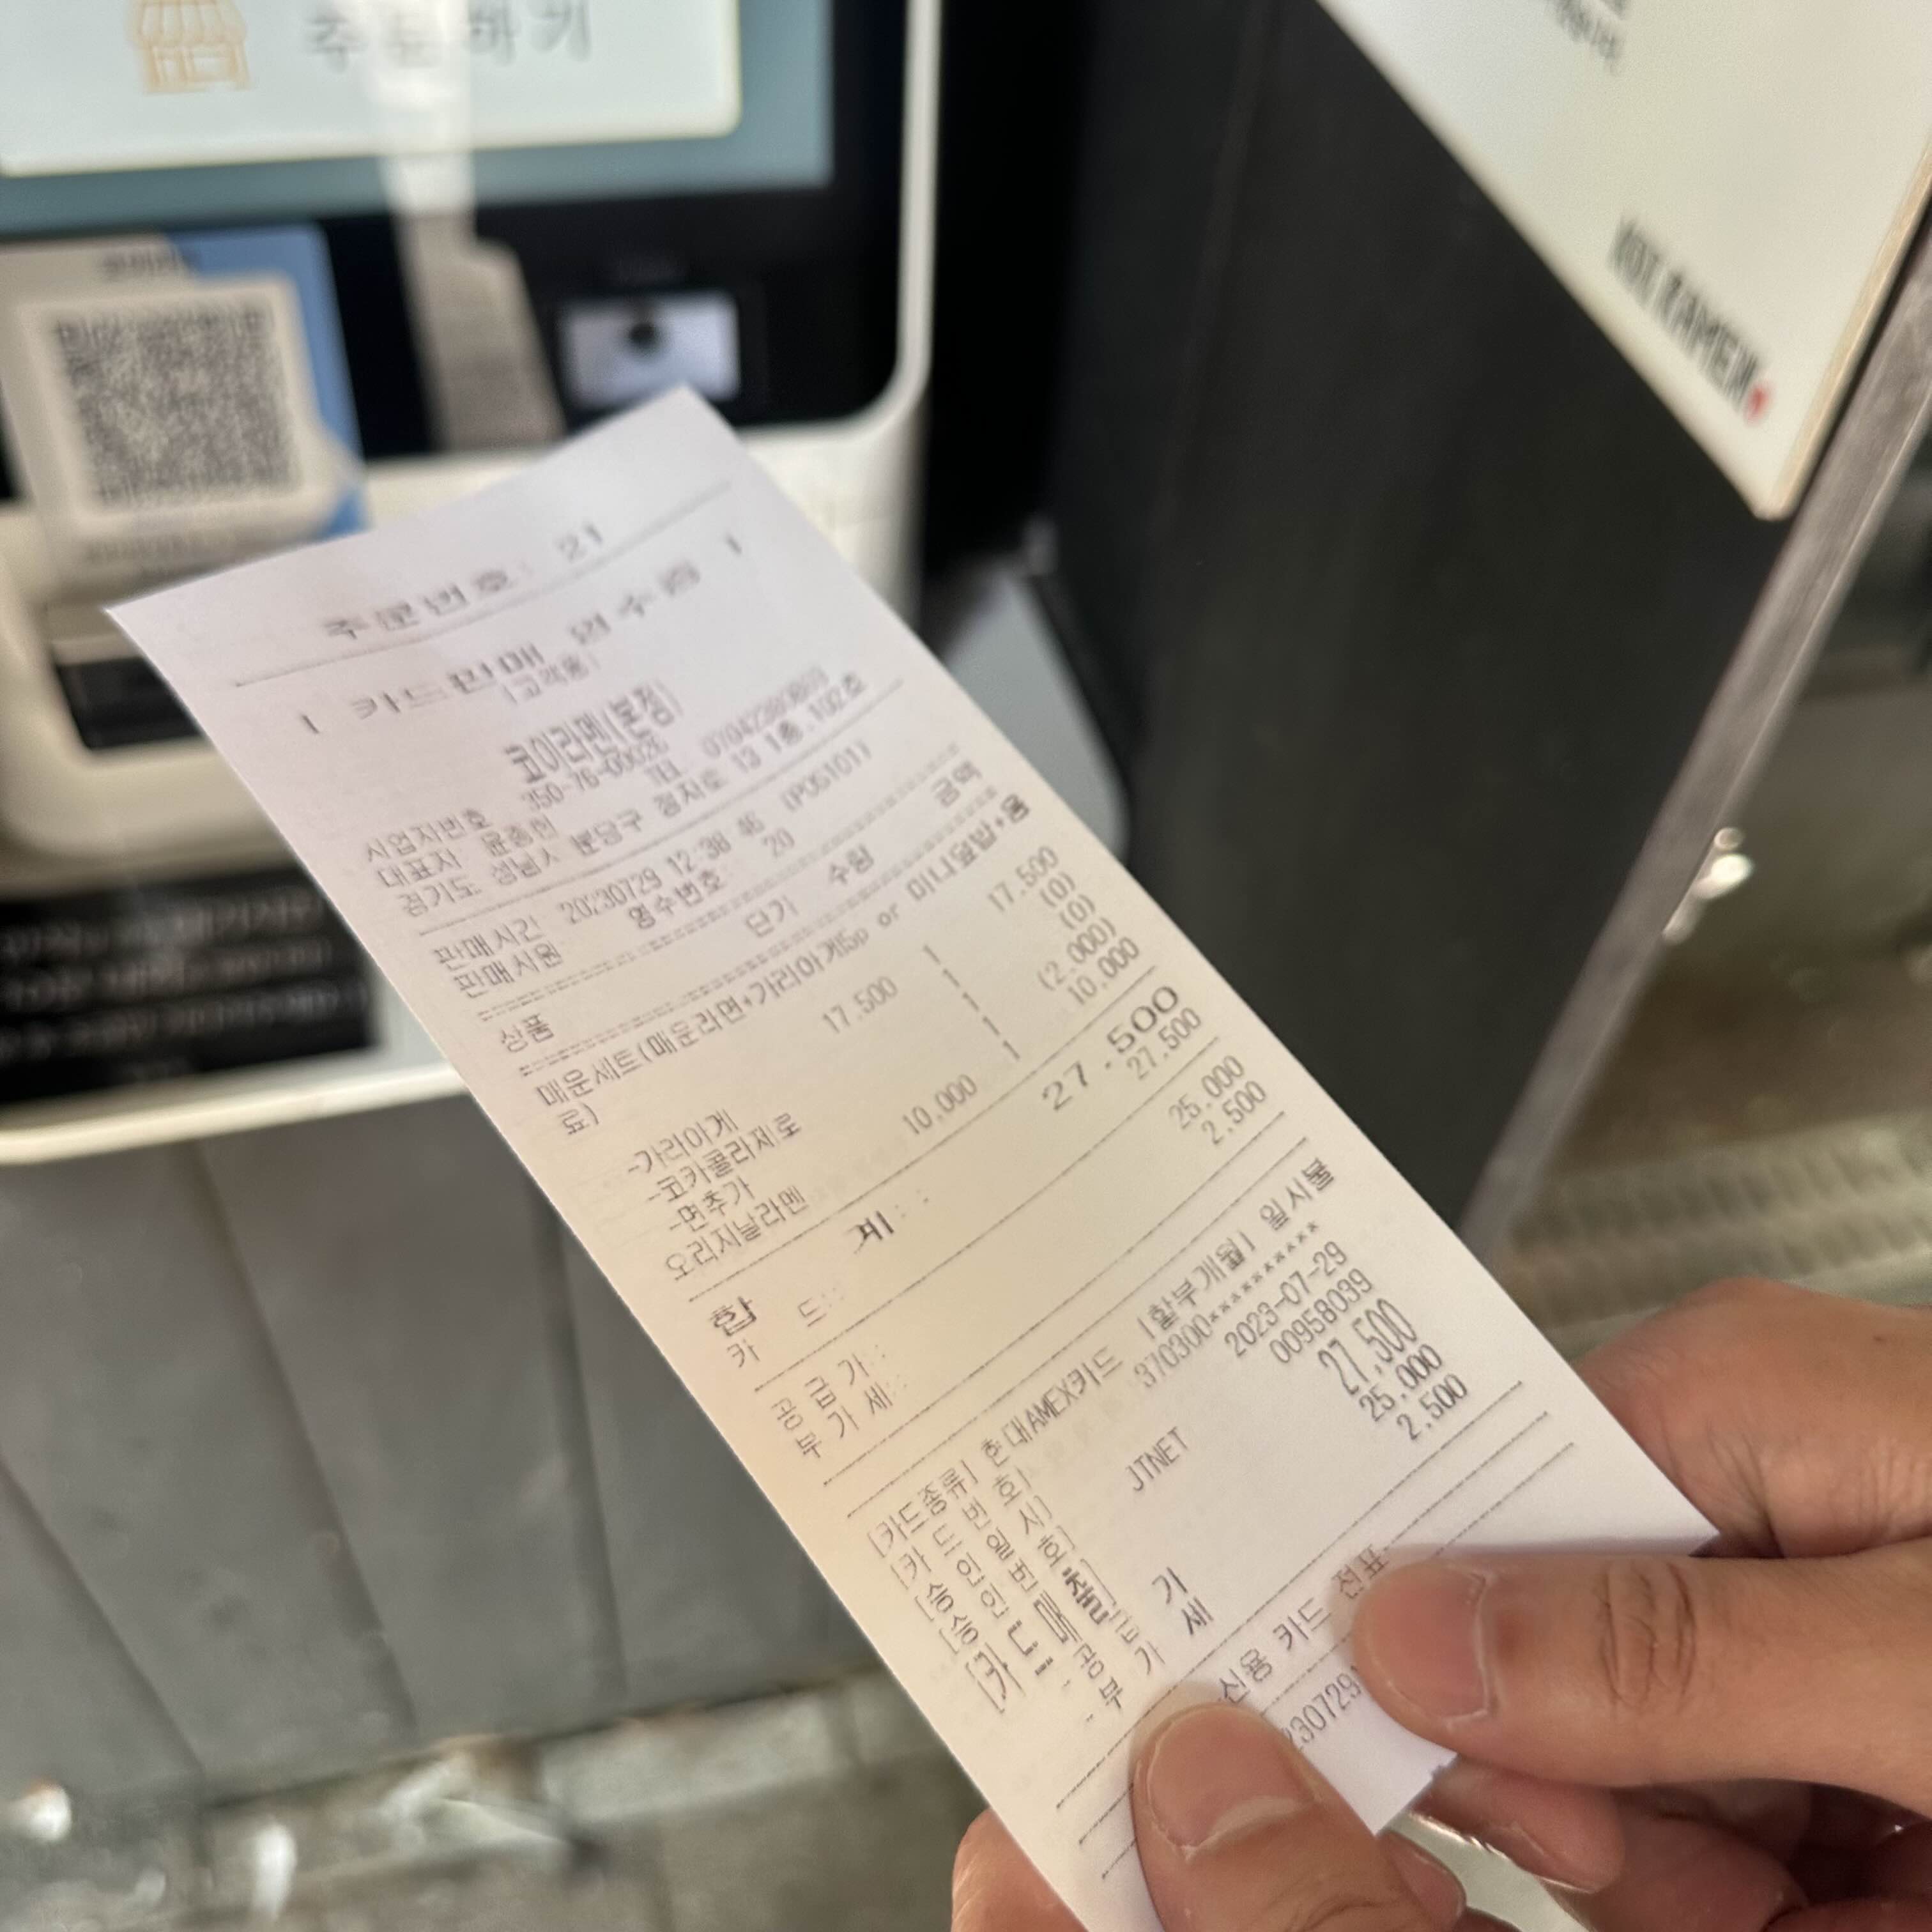 주문하기
KOI RAMEN
주문번호: 21
[ 카드판매 영수증 ]
(고객용)
코이라멘(본점)
사업자번호 350-76-00026
대표자 윤종헌 TEL
경기도 성남시 분당구 정자로 13 1층.102호
판매시간 20230729 12:38:46 (POS101)
판매시원 영수번호 20
상품 단가 수량 금액
매운세트(매운라면+가라아게5p or 미니덮밥+음
료) 17,500 1 17,500
-가라아게 1 (0)
-코카콜라제로 1 (0)
-면추가 1 (2,000)
오리지날라멘 10,000 1 10,000
합 계 : 27,500
카 드 : 27,500
공급가 : 25,000
부가세 : 2,500
[카드종류] 현대AMEX카드 [할부개월] 일시불
[카드번호] 370300**********
[승인일시] 2023-07-29
[승인번호] JTNET 00958039
[카드매출] 27,500
공급가 25,000
부가세 2,500
신용 카드 전표